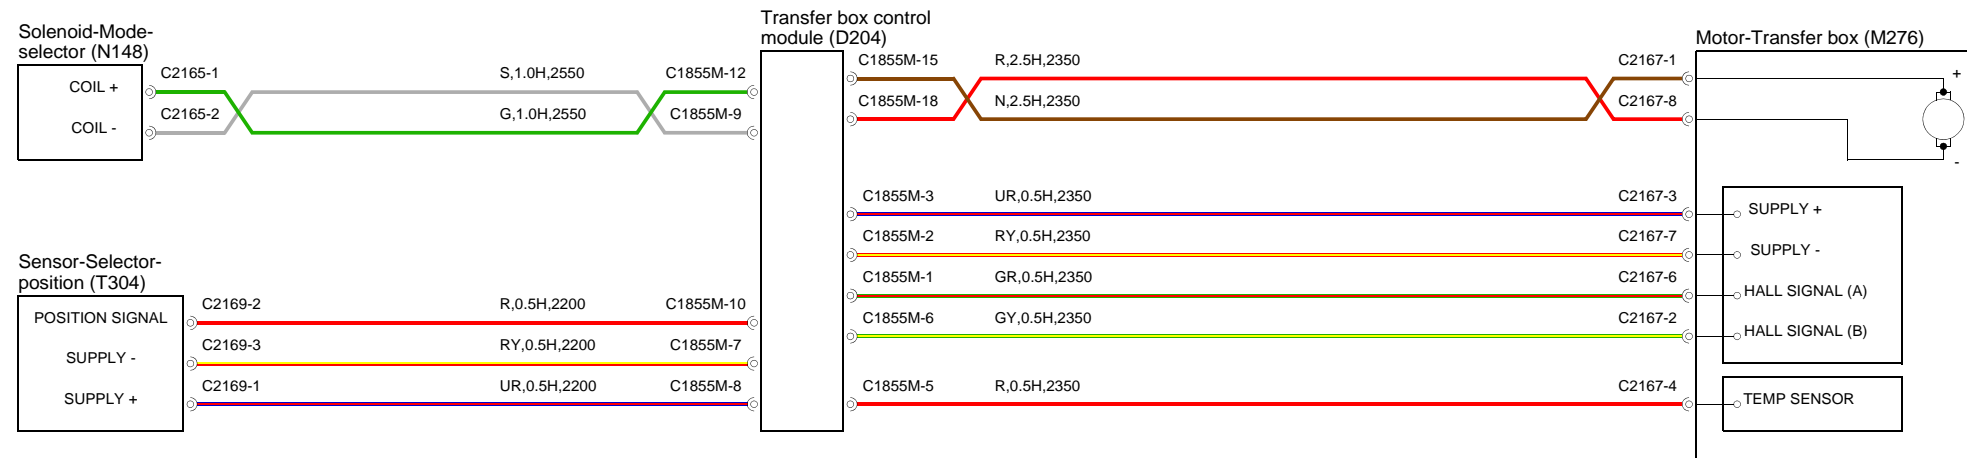 Solenoid-Mode-
selector (N148)
COIL +
COIL -
C2165-1
S,1.0H,2550
C1855M-12
C2165-2
G,1.0H,2550
C1855M-9
Sensor-Selector-
position (T304)
POSITION SIGNAL
SUPPLY -
SUPPLY +
C2169-2
R,0.5H,2200
C1855M-10
C2169-3
RY,0.5H,2200
C1855M-7
C2169-1
UR,0.5H,2200
C1855M-8
Transfer box control
module (D204)
C1855M-15
R,2.5H,2350
C2167-1
C1855M-18
N,2.5H,2350
C2167-8
C1855M-3
UR,0.5H,2350
C2167-3
C1855M-2
RY,0.5H,2350
C2167-7
C1855M-1
GR,0.5H,2350
C2167-6
C1855M-6
GY,0.5H,2350
C2167-2
C1855M-5
R,0.5H,2350
C2167-4
Motor-Transfer box (M276)
+
-
SUPPLY +
SUPPLY -
HALL SIGNAL (A)
HALL SIGNAL (B)
TEMP SENSOR